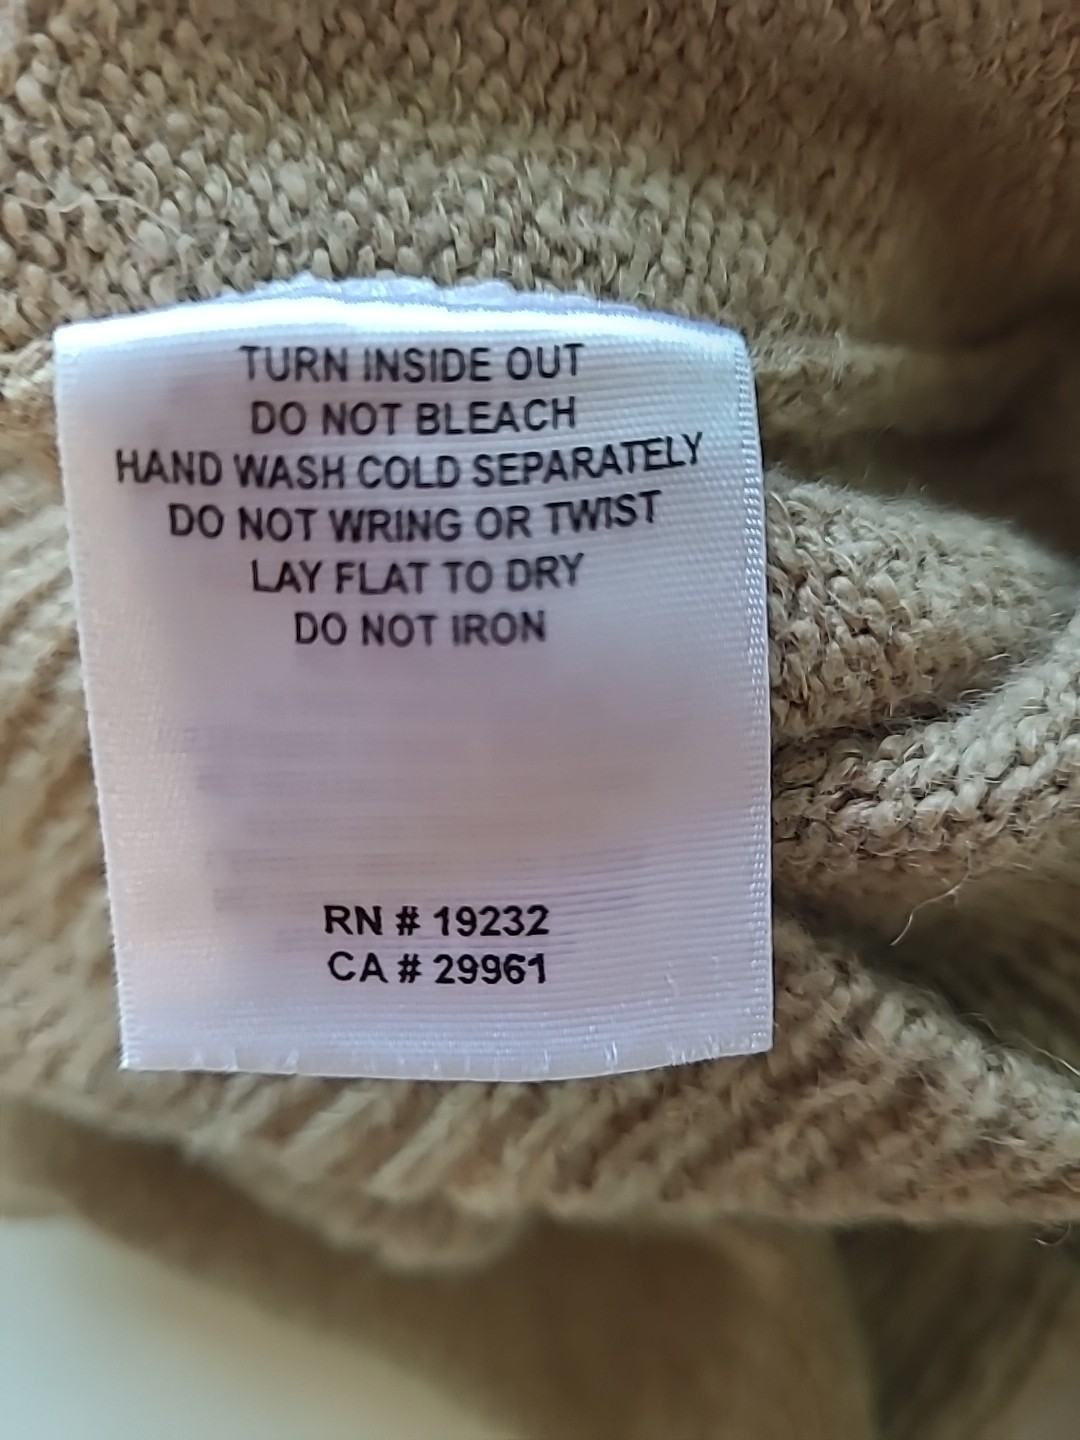 TURN INSIDE OUT
DO NOT BLEACH
HAND WASH COLD SEPARATELY
DO NOT WRING OR TWIST
LAY FLAT TO DRY
DO NOT IRON
RN # 19232
CA # 29961